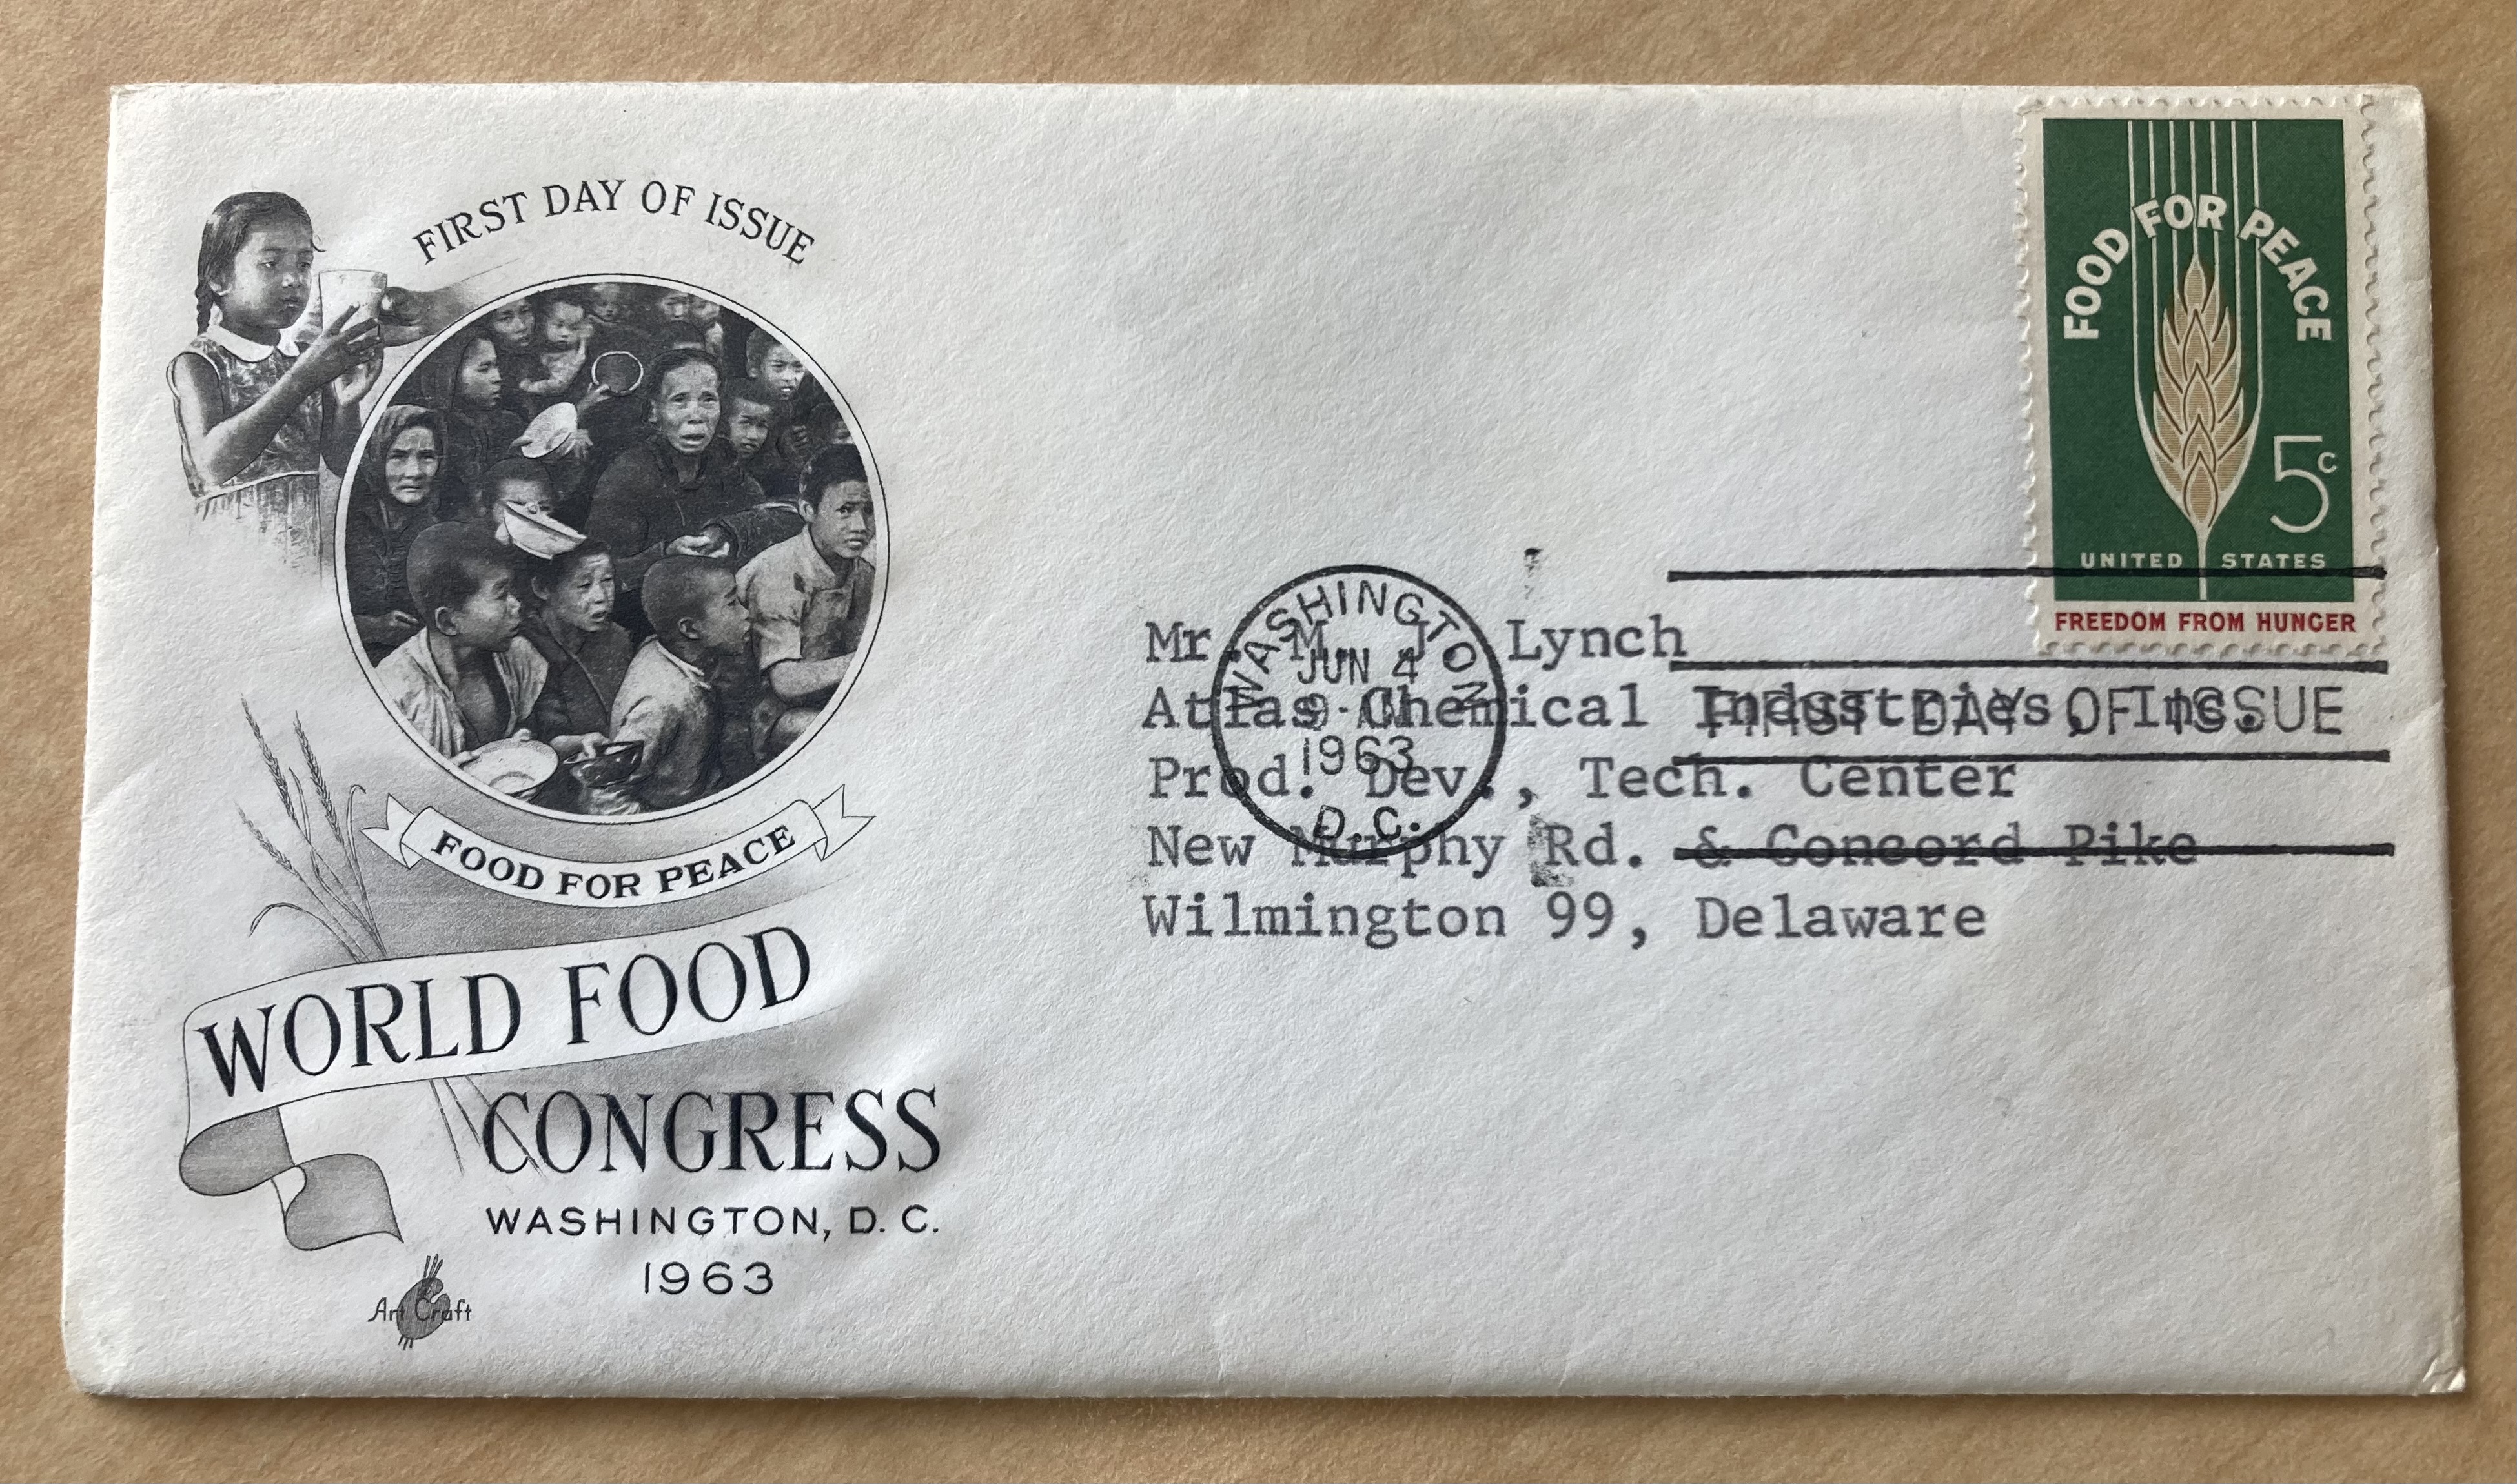 FIRST DAY OF ISSUE
FOOD FOR PEACE
WORLD FOOD
CONGRESS
WASHINGTON, D. C.
1963
Art Craft
FOOD FOR PEACE
5c
UNITED STATES
FREEDOM FROM HUNGER
WASHINGTON
JUN 4
9-AM
1963
D.C.
FIRST DAY OF ISSUE
Mr. M. J. Lynch
Atlas Chemical Industries, Inc.
Prod. Dev., Tech. Center
New Murphy Rd. & Concord Pike
Wilmington 99, Delaware